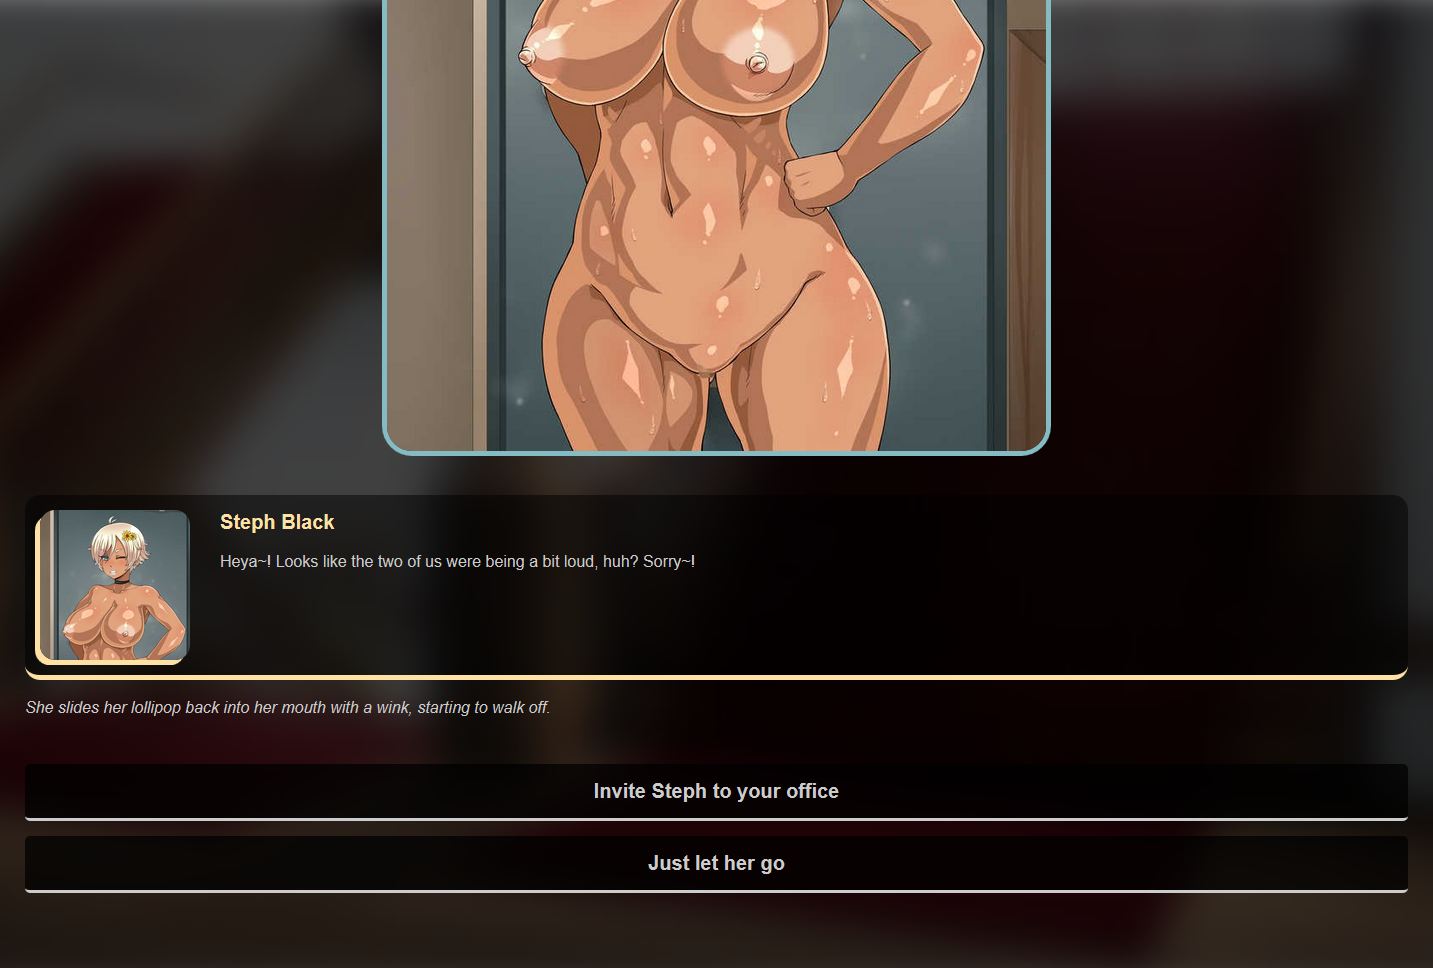 Steph Black
Heya~! Looks like the two of us were being a bit loud, huh? Sorry~!
She slides her lollipop back into her mouth with a wink, starting to walk off.
Invite Steph to your office
Just let her go